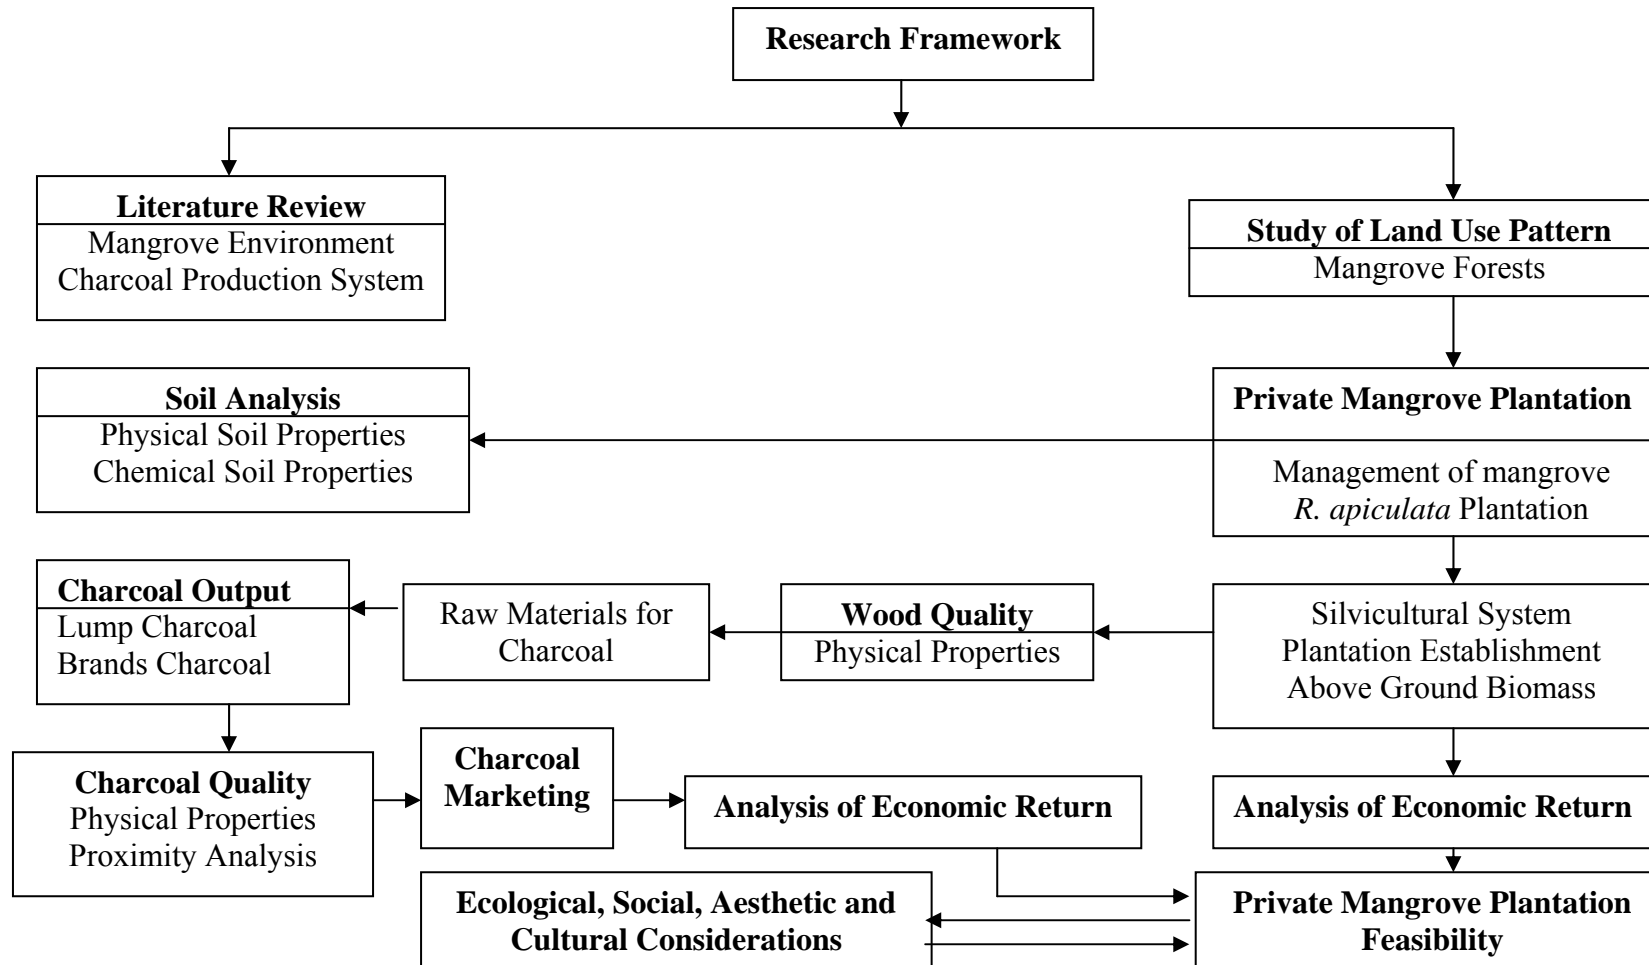 Research Framework
Literature Review
Mangrove Environment
Charcoal Production System
Study of Land Use Pattern
Mangrove Forests
Soil Analysis
Physical Soil Properties
Chemical Soil Properties
Private Mangrove Plantation
Management of mangrove
R. apiculata Plantation
Charcoal Output
Lump Charcoal
Brands Charcoal
Raw Materials for
Charcoal
Wood Quality
Physical Properties
Silvicultural System
Plantation Establishment
Above Ground Biomass
Charcoal Quality
Physical Properties
Proximity Analysis
Charcoal
Marketing
Analysis of Economic Return
Analysis of Economic Return
Ecological, Social, Aesthetic and
Cultural Considerations
Private Mangrove Plantation
Feasibility